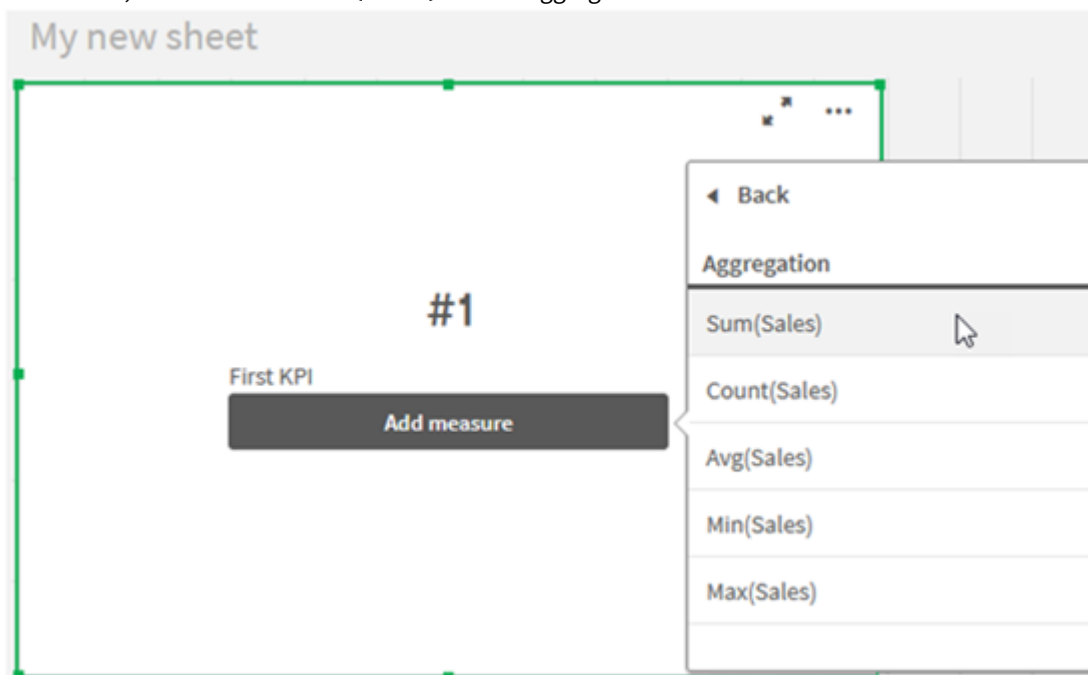 My new sheet
◀ Back
Aggregation
#1
Sum(Sales)
First KPI
Count(Sales)
Add measure
Avg(Sales)
Min(Sales)
Max(Sales)